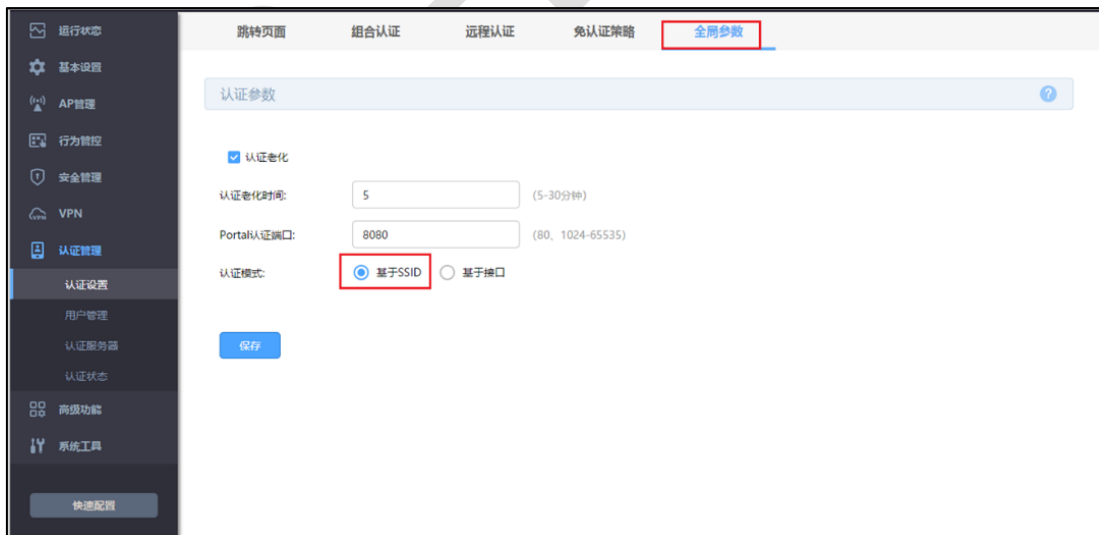 运行状态
基本设置
AP管理
行为管控
安全管理
VPN
认证管理
认证设置
用户管理
认证服务器
认证状态
高级功能
系统工具
快速配置
跳转页面 组合认证 远程认证 免认证策略 全局参数
认证参数 ?
认证老化
认证老化时间: 5 (5-30分钟)
Portal认证端口: 8080 (80、1024-65535)
认证模式: 基于SSID 基于接口
保存